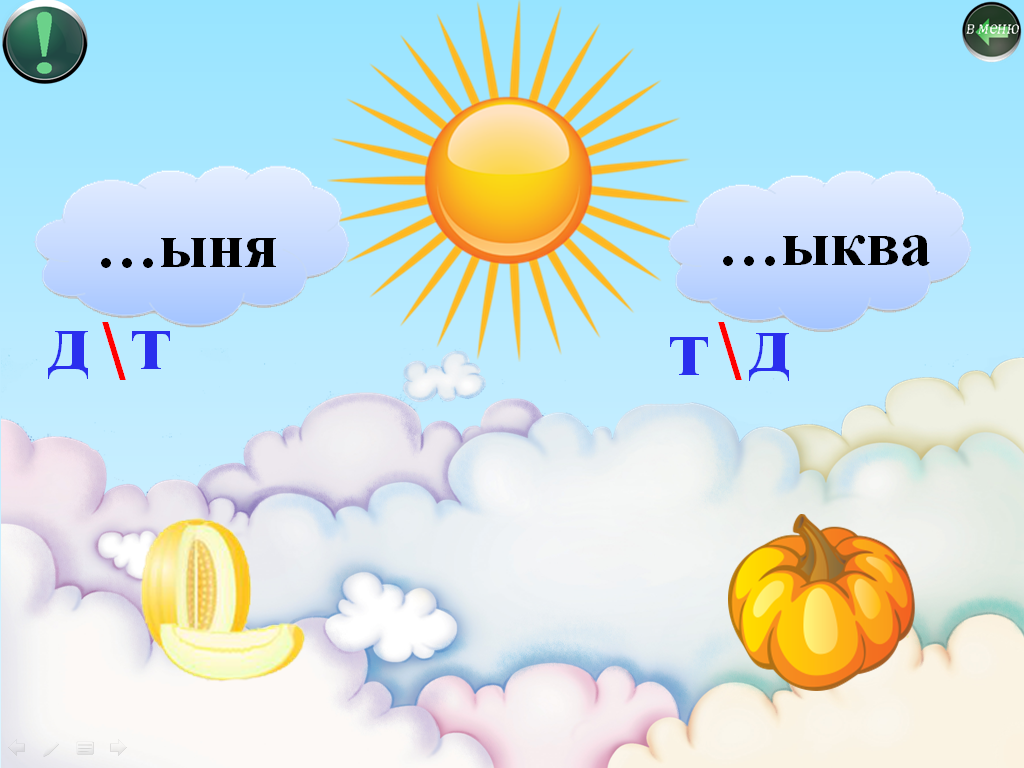 в меню
…ыня
…ыква
д\т
т\д